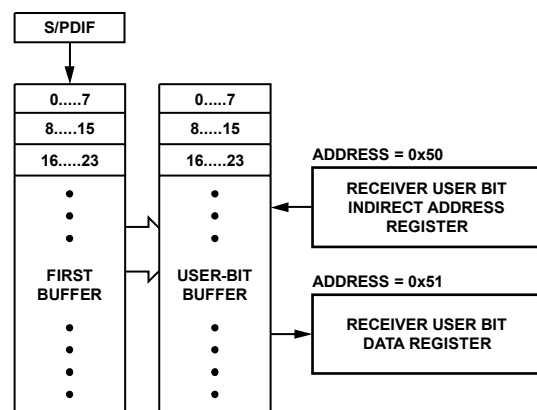 S/PDIF
0.....7
8.....15
16.....23
FIRST
BUFFER
0.....7
8.....15
16.....23
USER-BIT
BUFFER
ADDRESS = 0x50
RECEIVER USER BIT
INDIRECT ADDRESS
REGISTER
ADDRESS = 0x51
RECEIVER USER BIT
DATA REGISTER